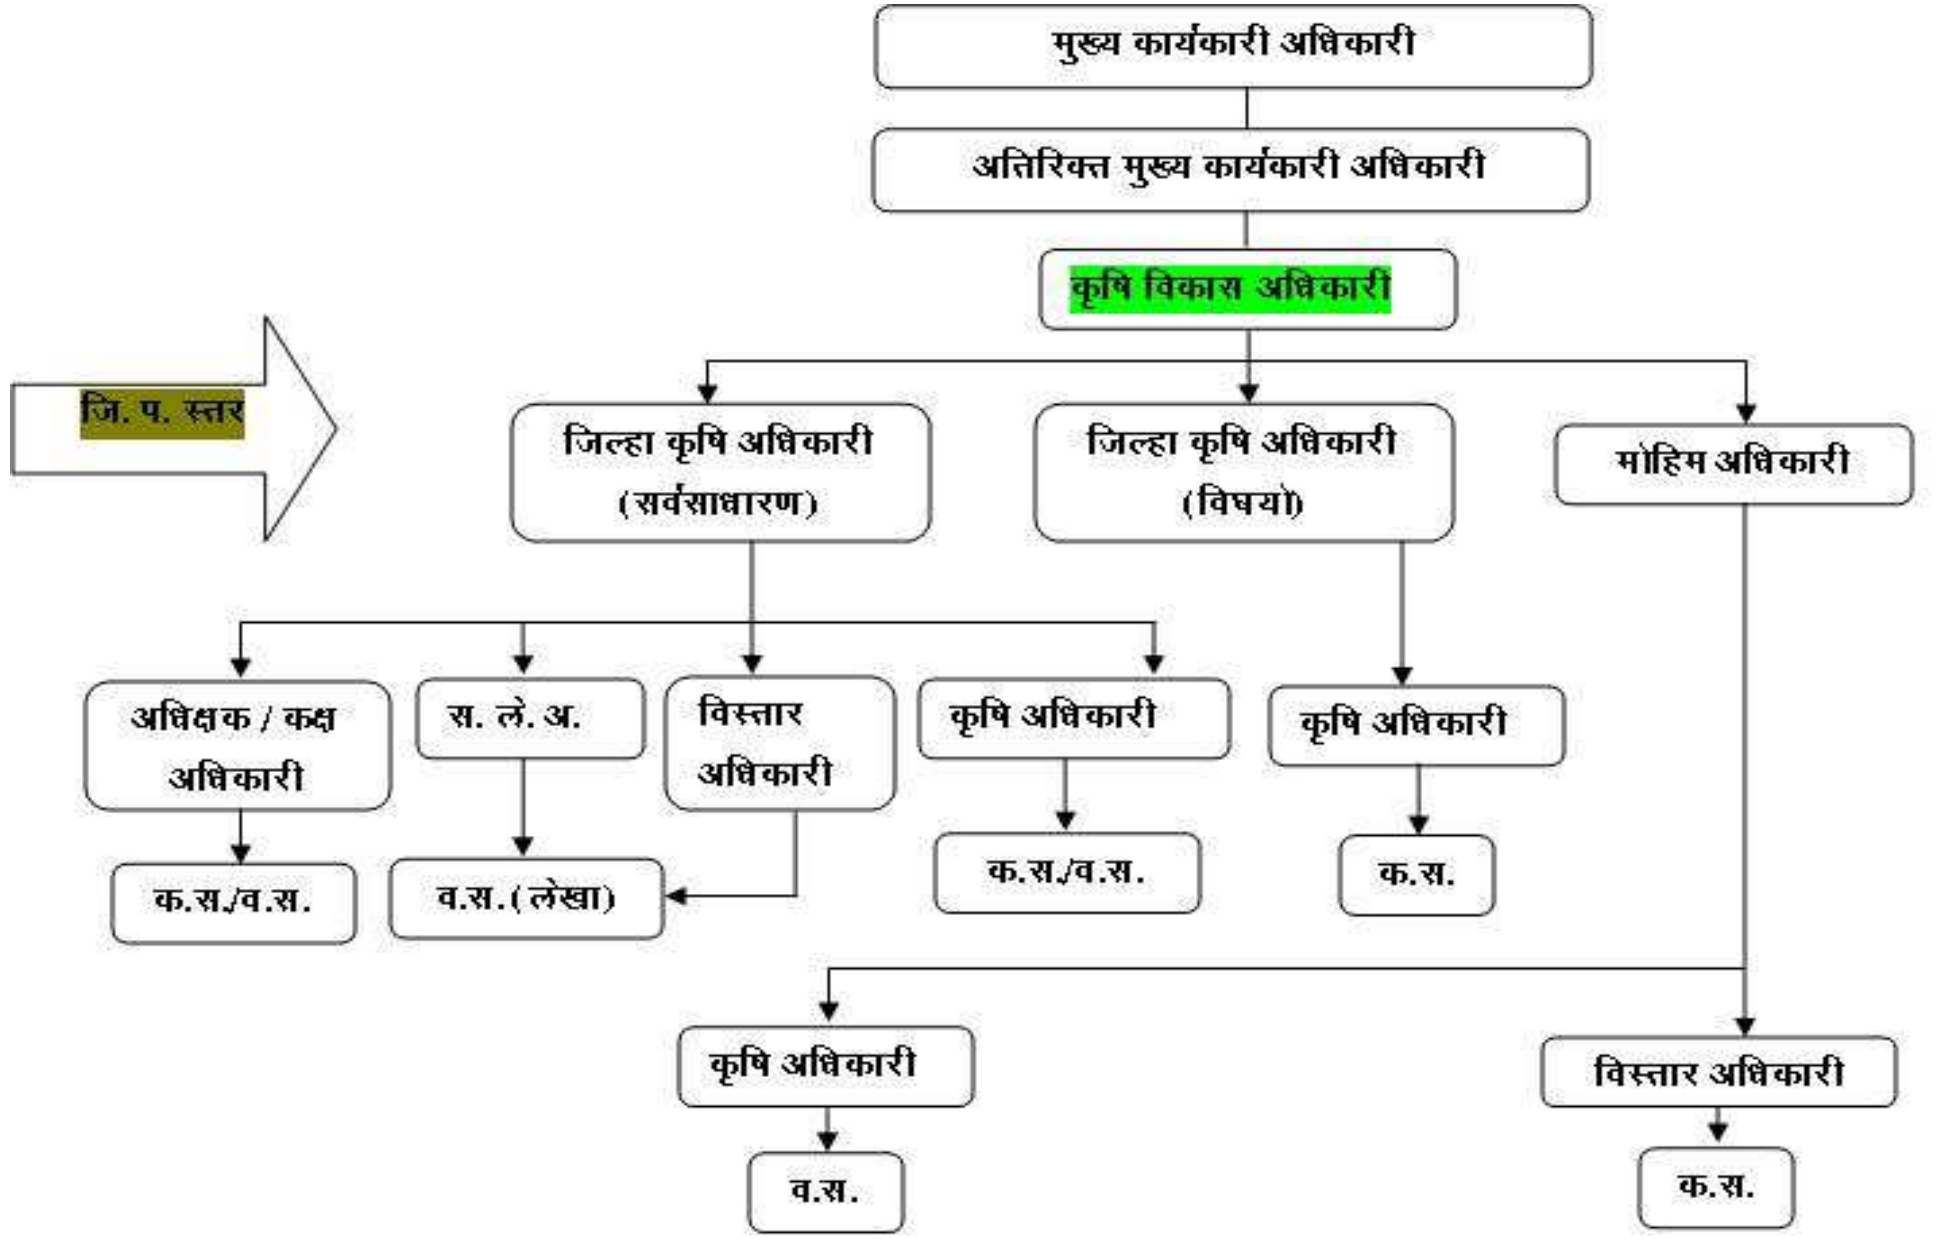 मुख्य कार्यकारी अधिकारी
अतिरिक्त मुख्य कार्यकारी अधिकारी
कृषि विकास अधिकारी
जि. प. स्तर
जिल्हा कृषि अधिकारी
(सर्वसाधारण)
जिल्हा कृषि अधिकारी
(विघयो)
मोहिम अधिकारी
अधिक्षक / कक्ष
अधिकारी
स. ले. अ.
विस्तार
अधिकारी
कृषि अधिकारी
कृषि अधिकारी
क.स./व.स.
व.स.(लेखा)
क.स./व.स.
क.स.
कृषि अधिकारी
विस्तार अधिकारी
व.स.
क.स.